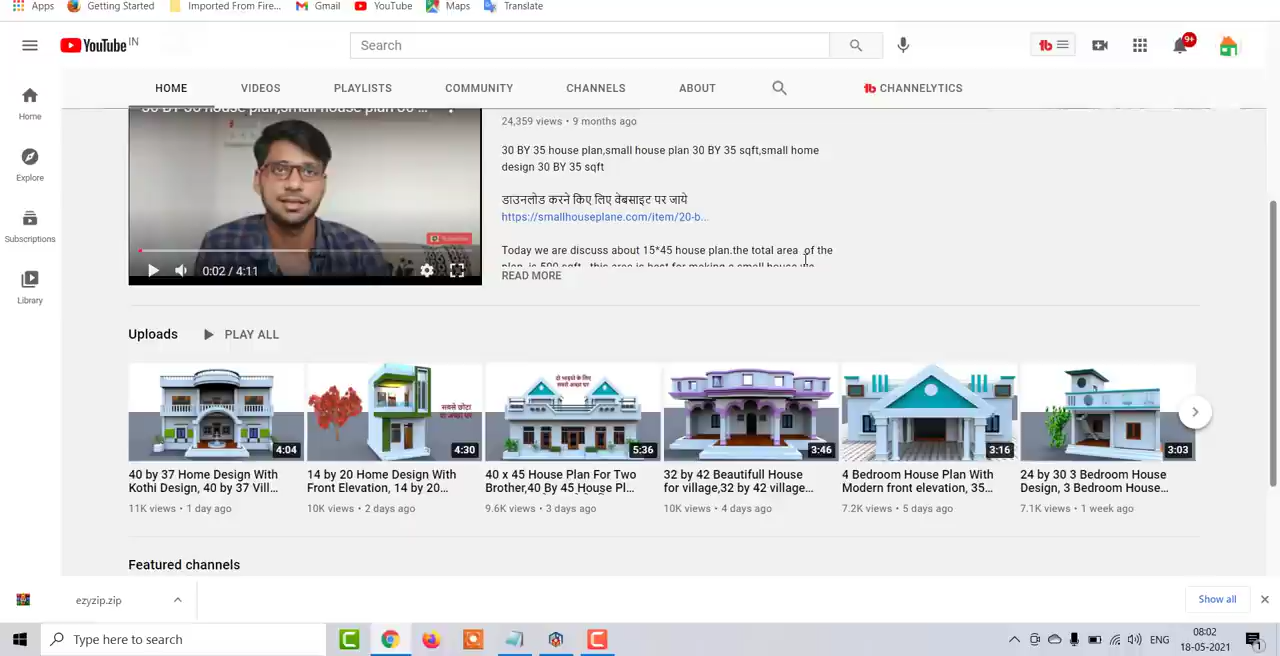 Apps Getting Started Imported From Fire... Gmail YouTube Maps Translate
YouTube IN
Search
9+
HOME VIDEOS PLAYLISTS COMMUNITY CHANNELS ABOUT CHANNELYTICS
Home
Explore
Subscriptions
Library
0:02 / 4:11
24,359 views • 9 months ago
30 BY 35 house plan,small house plan 30 BY 35 sqft,small home
design 30 BY 35 sqft
डाउनलोड करने किए लिए वेबसाइट पर जाये
https://smallhouseplane.com/item/20-b...
Today we are discuss about 15*45 house plan.the total area of the
READ MORE
Uploads PLAY ALL
4:04
4:30
दो भाइयो के लिए
सबसे अच्छा घर
5:36
3:46
3:16
3:03
40 by 37 Home Design With
Kothi Design, 40 by 37 Vill...
11K views • 1 day ago
14 by 20 Home Design With
Front Elevation, 14 by 20...
10K views • 2 days ago
40 x 45 House Plan For Two
Brother,40 By 45 House Pl...
9.6K views • 3 days ago
32 by 42 Beautifull House
for village,32 by 42 village...
10K views • 4 days ago
4 Bedroom House Plan With
Modern front elevation, 35...
7.2K views • 5 days ago
24 by 30 3 Bedroom House
Design, 3 Bedroom House...
7.1K views • 1 week ago
Featured channels
ezyzip.zip
Show all
Type here to search
ENG
08:02
18-05-2021